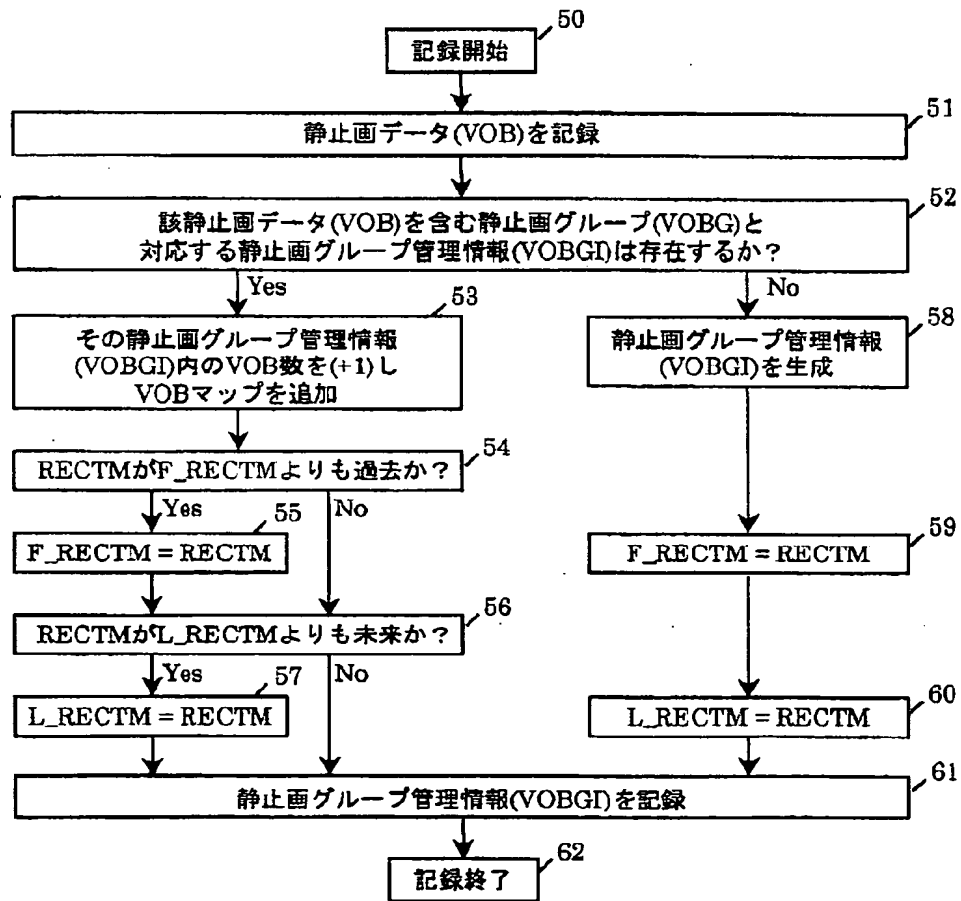 50
記録開始
51
静止画データ(VOB)を記録
52
該静止画データ(VOB)を含む静止画グループ(VOBG)と
対応する静止画グループ管理情報(VOBGI)は存在するか?
Yes
No
53
その静止画グループ管理情報
(VOBGI)内のVOB数を(+1)し
VOBマップを追加
58
静止画グループ管理情報
(VOBGI)を生成
54
RECTMがF_RECTMよりも過去か?
Yes
No
55
F_RECTM = RECTM
59
F_RECTM = RECTM
56
RECTMがL_RECTMよりも未来か?
Yes
No
57
L_RECTM = RECTM
60
L_RECTM = RECTM
61
静止画グループ管理情報(VOBGI)を記録
62
記録終了